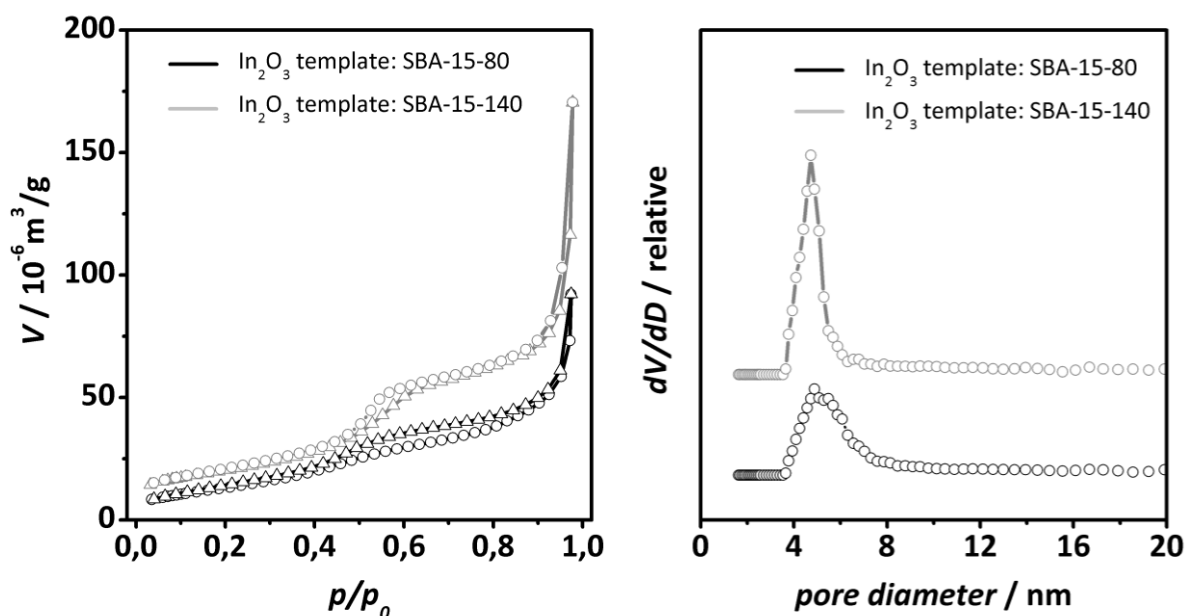 200
150
100
50
0
V / 10⁻⁶ m³/g
In₂O₃ template: SBA-15-80
In₂O₃ template: SBA-15-140
0,0 0,2 0,4 0,6 0,8 1,0
p/p₀
dV/dD / relative
In₂O₃ template: SBA-15-80
In₂O₃ template: SBA-15-140
0 4 8 12 16 20
pore diameter / nm